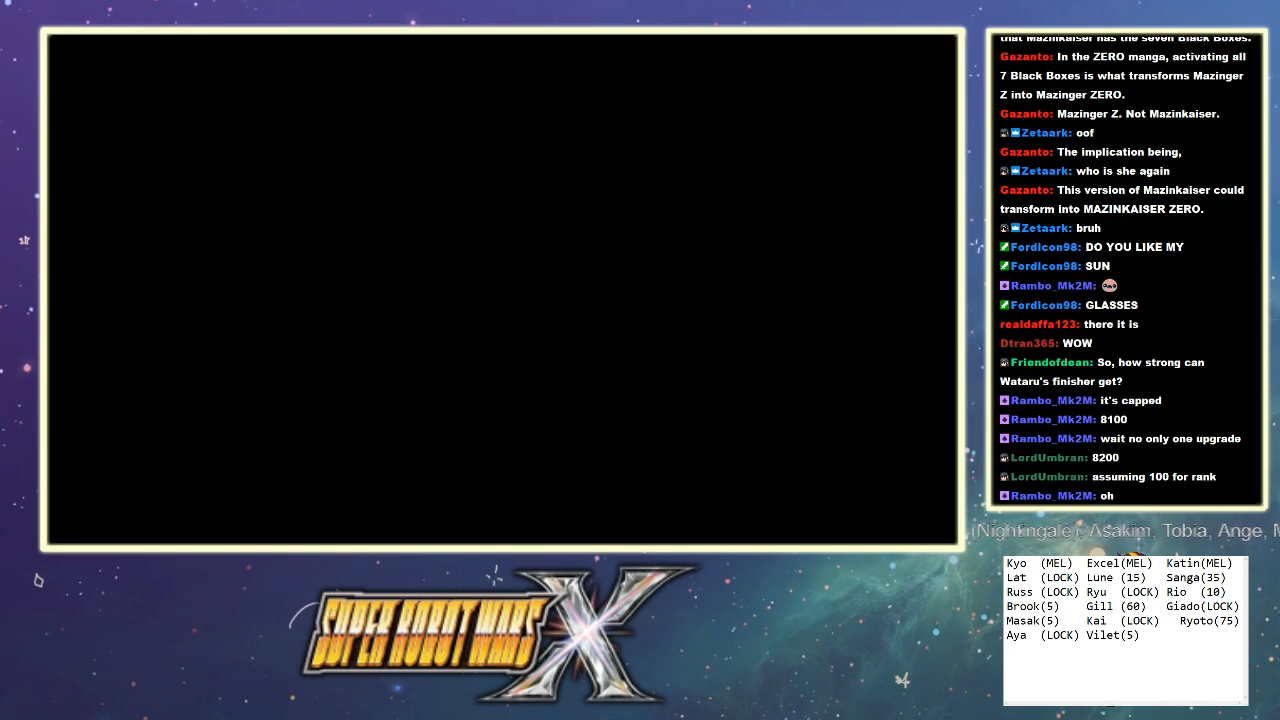 that Mazinkaiser has the seven Black Boxes.
Gazanto: In the ZERO manga, activating all
7 Black Boxes is what transforms Mazinger
Z into Mazinger ZERO.
Gazanto: Mazinger Z. Not Mazinkaiser.
Zetaark: oof
Gazanto: The implication being,
Zetaark: who is she again
Gazanto: This version of Mazinkaiser could
transform into MAZINKAISER ZERO.
Zetaark: bruh
FordIcon98: DO YOU LIKE MY
FordIcon98: SUN
Rambo_Mk2M:
FordIcon98: GLASSES
realdaffa123: there it is
Dtran365: WOW
Friendofdean: So, how strong can
Wataru's finisher get?
Rambo_Mk2M: it's capped
Rambo_Mk2M: 8100
Rambo_Mk2M: wait no only one upgrade
LordUmbran: 8200
LordUmbran: assuming 100 for rank
Rambo_Mk2M: oh
(Nightingale), Asakim, Tobia, Ange, M
Kyo (MEL) Excel(MEL) Katin(MEL)
Lat (LOCK) Lune (15) Sanga(35)
Russ (LOCK) Ryu (LOCK) Rio (10)
Brook(5) Gill (60) Giado(LOCK)
Masak(5) Kai (LOCK) Ryoto(75)
Aya (LOCK) Vilet(5)
SUPER ROBOT WARS X